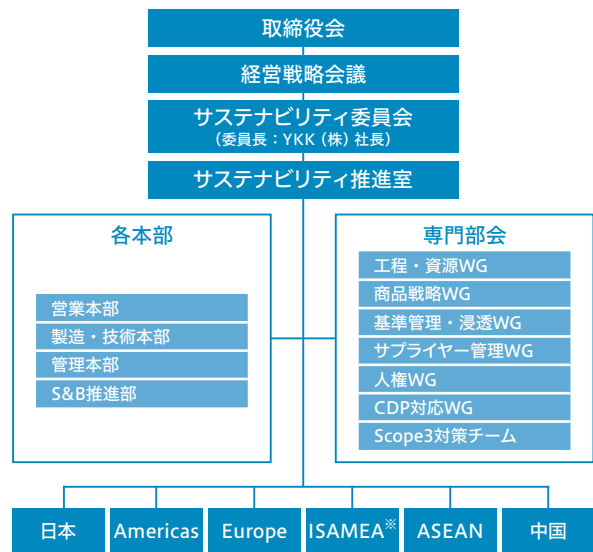 取締役会
経営戦略会議
サステナビリティ委員会
（委員長：YKK（株）社長）
サステナビリティ推進室
各本部
営業本部
製造・技術本部
管理本部
S&B推進部
専門部会
工程・資源WG
商品戦略WG
基準管理・浸透WG
サプライヤー管理WG
人権WG
CDP対応WG
Scope3対策チーム
日本
Americas
Europe
ISAMEA※
ASEAN
中国